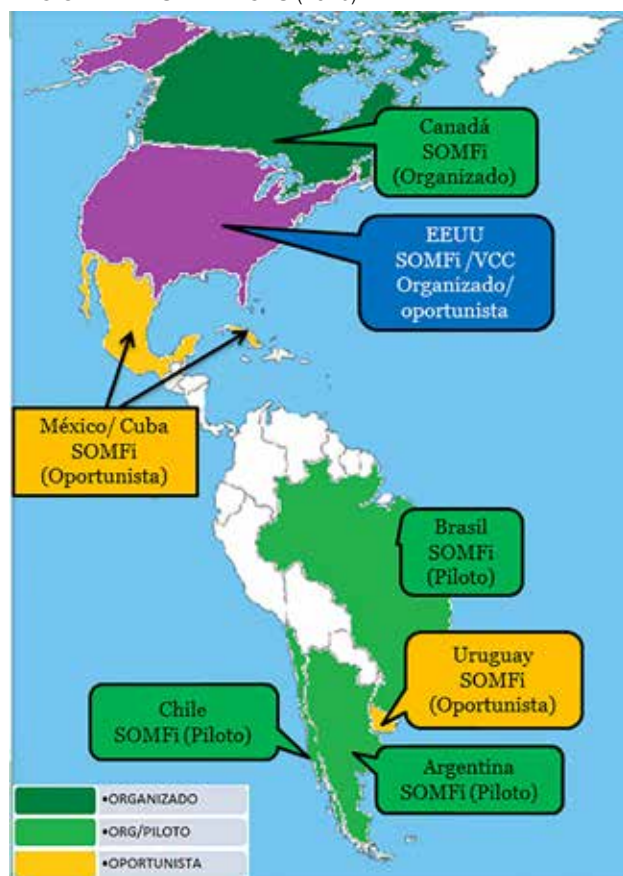 Canadá
SOMFi
(Organizado)
EEUU
SOMFi /VCC
Organizado/
oportunista
México/ Cuba
SOMFi
(Oportunista)
Brasil
SOMFi
(Piloto)
Uruguay
SOMFi
(Oportunista)
Chile
SOMFi (Piloto)
Argentina
SOMFi (Piloto)
•ORGANIZADO
•ORG/PILOTO
•OPORTUNISTA